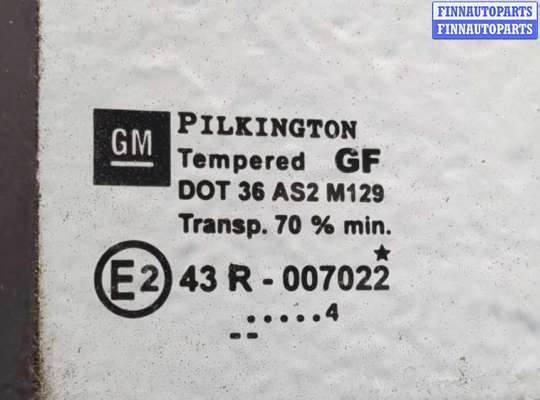 FINNAUTOPARTS
FINNAUTOPARTS
GM PILKINGTON
Tempered GF
DOT 36 AS2 M129
Transp. 70 % min.
E2 43 R - 007022 ★
.....4
--